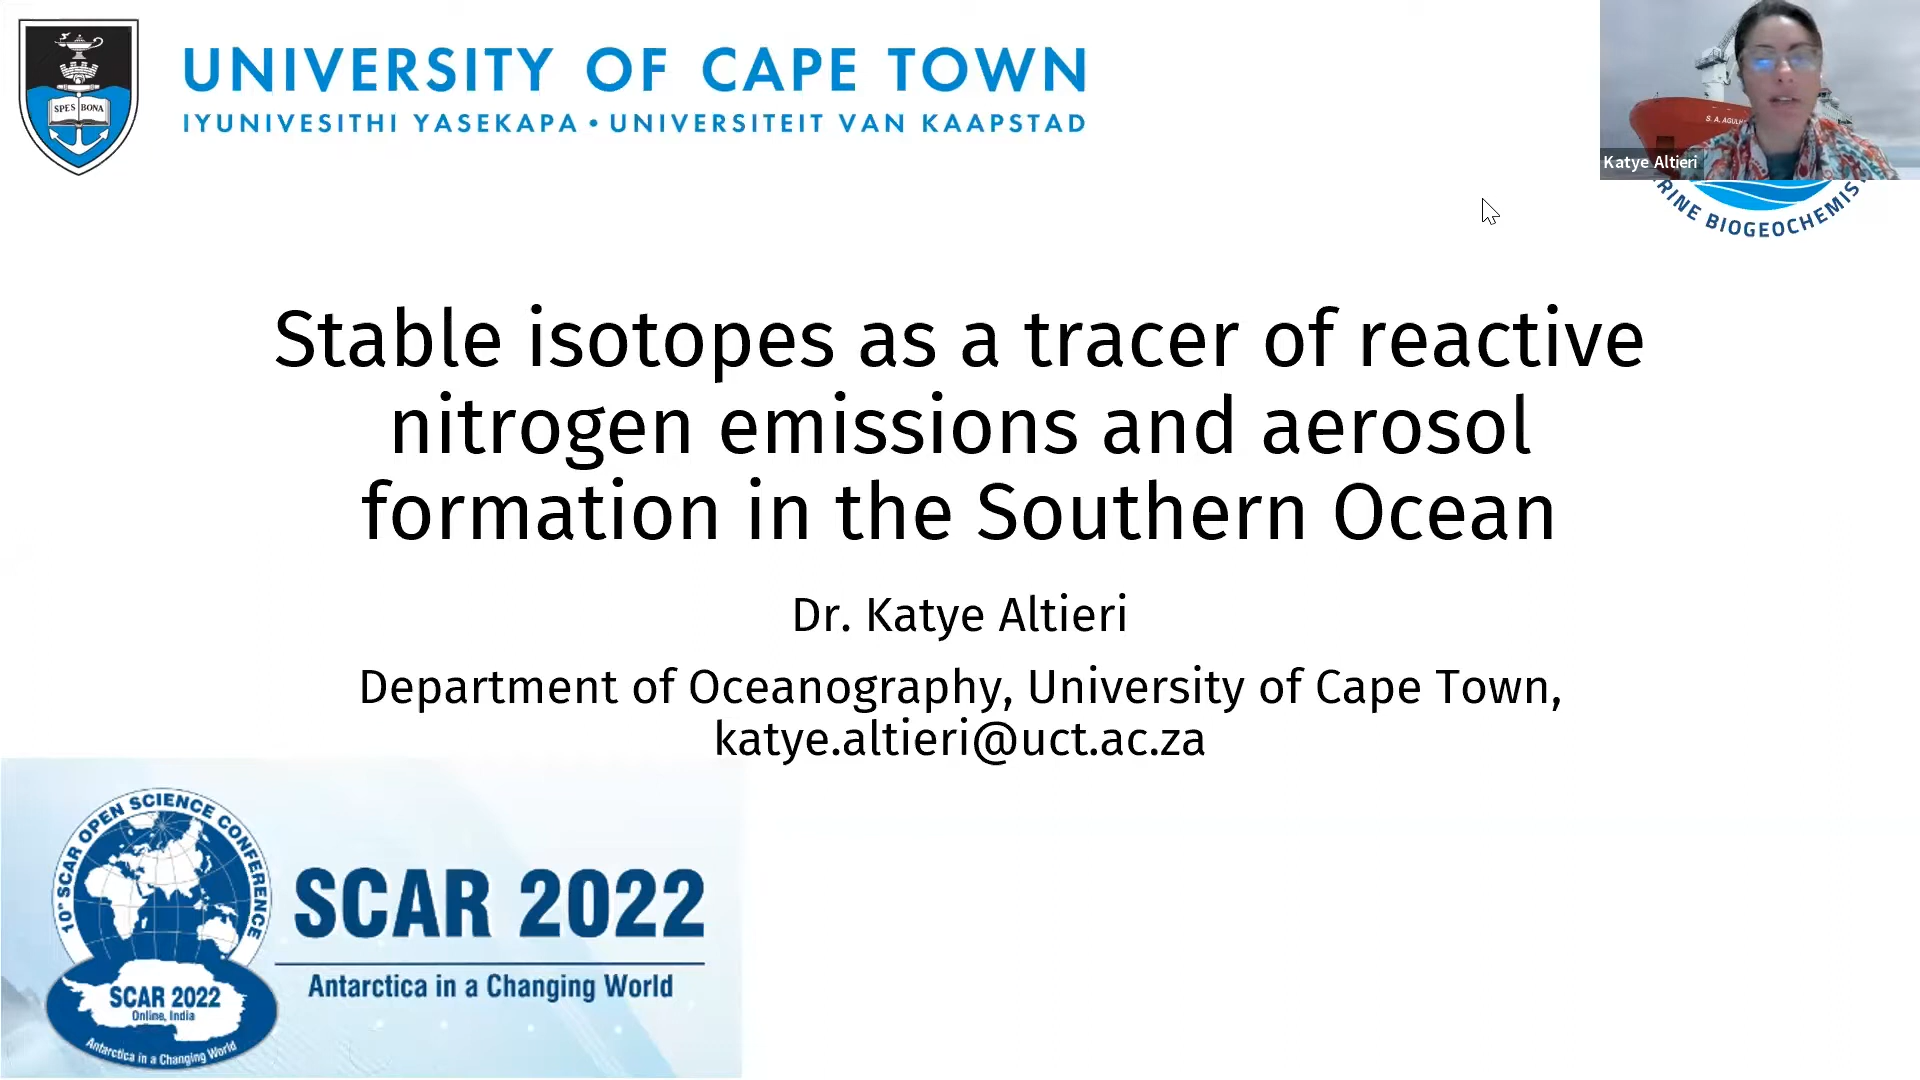 UNIVERSITY OF CAPE TOWN
IYUNIVESITHI YASEKAPA • UNIVERSITEIT VAN KAAPSTAD
SPES BONA
S. A. AGULH
Katye Altieri
RINE BIOGEOCHEMIS
Stable isotopes as a tracer of reactive
nitrogen emissions and aerosol
formation in the Southern Ocean
Dr. Katye Altieri
Department of Oceanography, University of Cape Town,
katye.altieri@uct.ac.za
10th SCAR OPEN SCIENCE CONFERENCE
SCAR 2022
Online, India
Antarctica in a Changing World
SCAR 2022
Antarctica in a Changing World